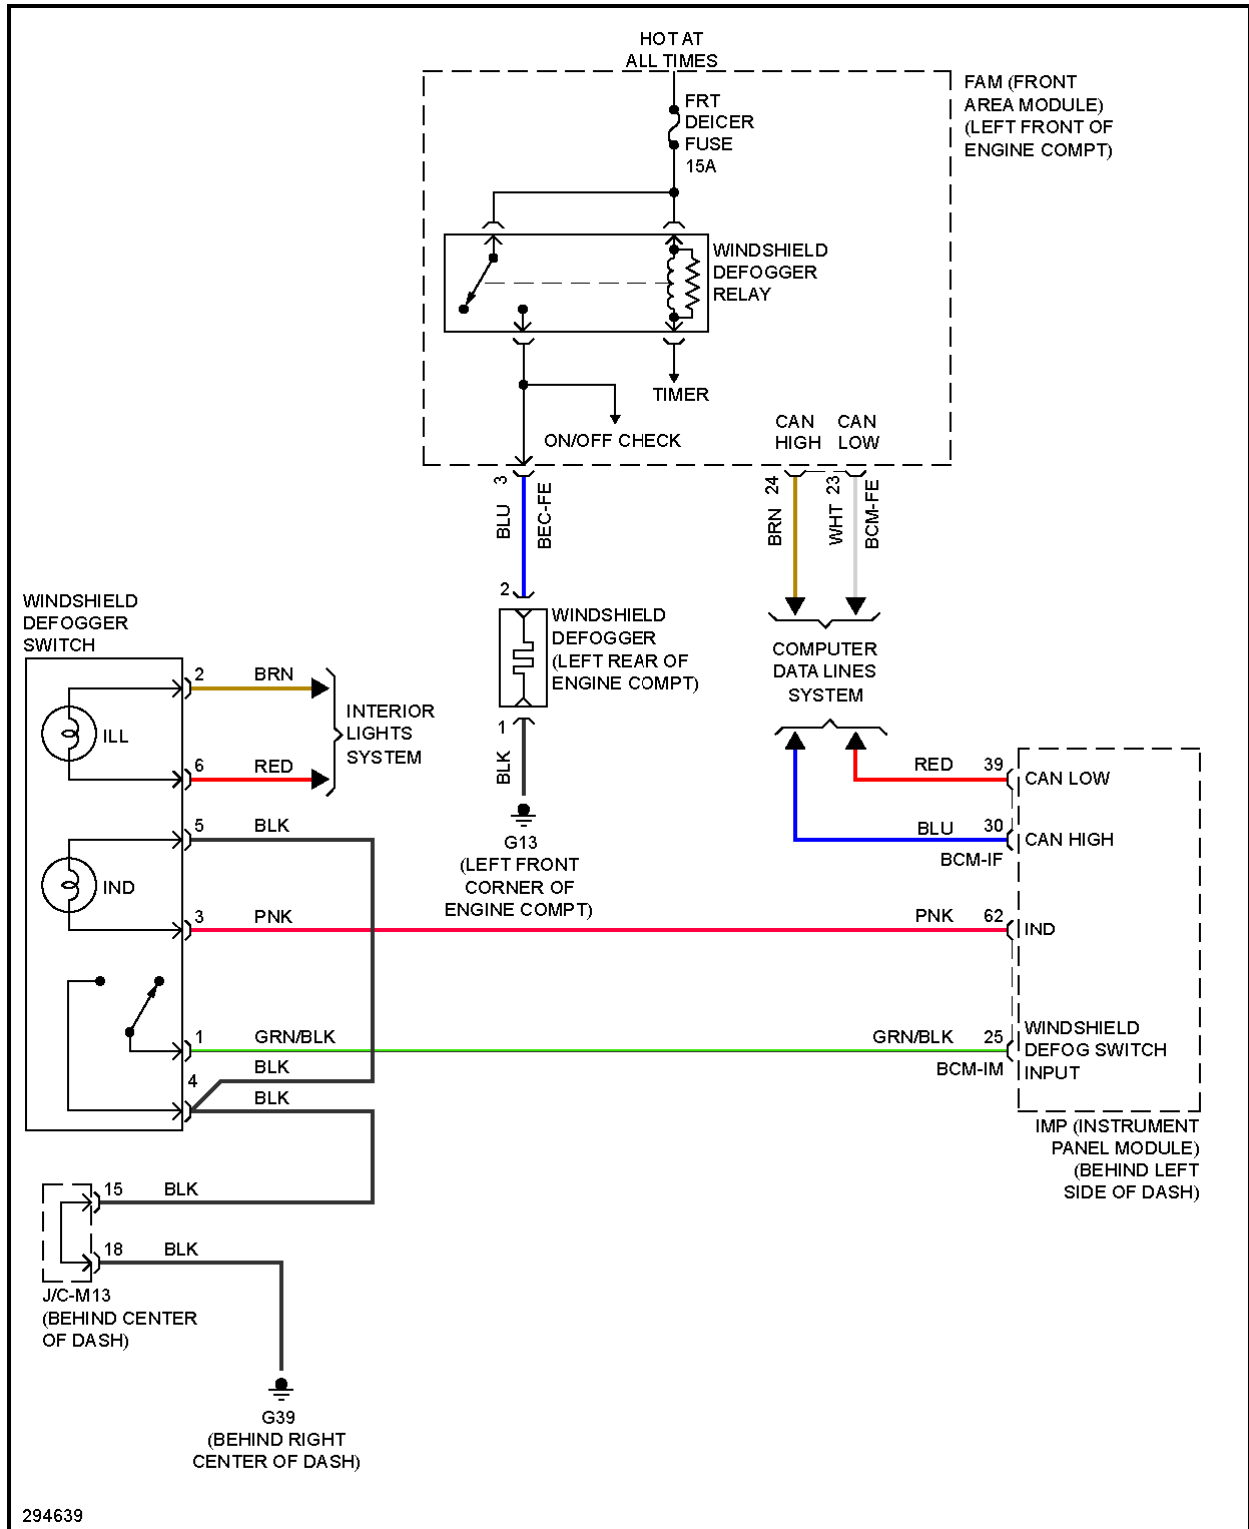 HOT AT
ALL TIMES
FAM (FRONT
AREA MODULE)
(LEFT FRONT OF
ENGINE COMPT)
FRT
DEICER
FUSE
15A
WINDSHIELD
DEFOGGER
RELAY
TIMER
ON/OFF CHECK
CAN
HIGH
CAN
LOW
3
BLU
BEC-FE
24
BRN
23
WHT
BCM-FE
2
WINDSHIELD
DEFOGGER
(LEFT REAR OF
ENGINE COMPT)
1
BLK
G13
(LEFT FRONT
CORNER OF
ENGINE COMPT)
COMPUTER
DATA LINES
SYSTEM
WINDSHIELD
DEFOGGER
SWITCH
2 BRN
ILL
6 RED
INTERIOR
LIGHTS
SYSTEM
5 BLK
IND
3 PNK
1 GRN/BLK
4 BLK
BLK
RED 39 CAN LOW
BLU 30 CAN HIGH
BCM-IF
PNK 62 IND
GRN/BLK 25
BCM-IM
WINDSHIELD
DEFOG SWITCH
INPUT
IMP (INSTRUMENT
PANEL MODULE)
(BEHIND LEFT
SIDE OF DASH)
15 BLK
18 BLK
J/C-M13
(BEHIND CENTER
OF DASH)
G39
(BEHIND RIGHT
CENTER OF DASH)
294639